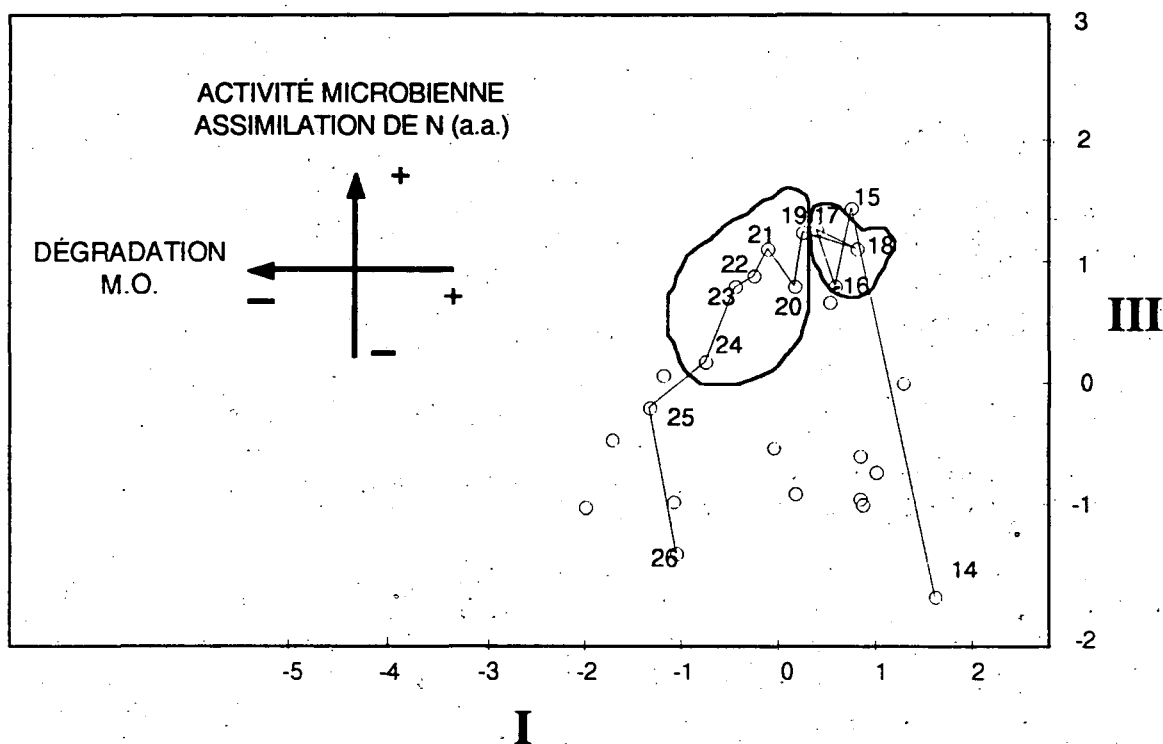 3
ACTIVITÉ MICROBIENNE
ASSIMILATION DE N (a.a.)
2
+
15
19 17
18
21
DÉGRADATION
M.O.
1
22
16
+
23
20
III
24
0
25
-1
26
14
-2
-5 -4 -3 -2 -1 0 1 2
I